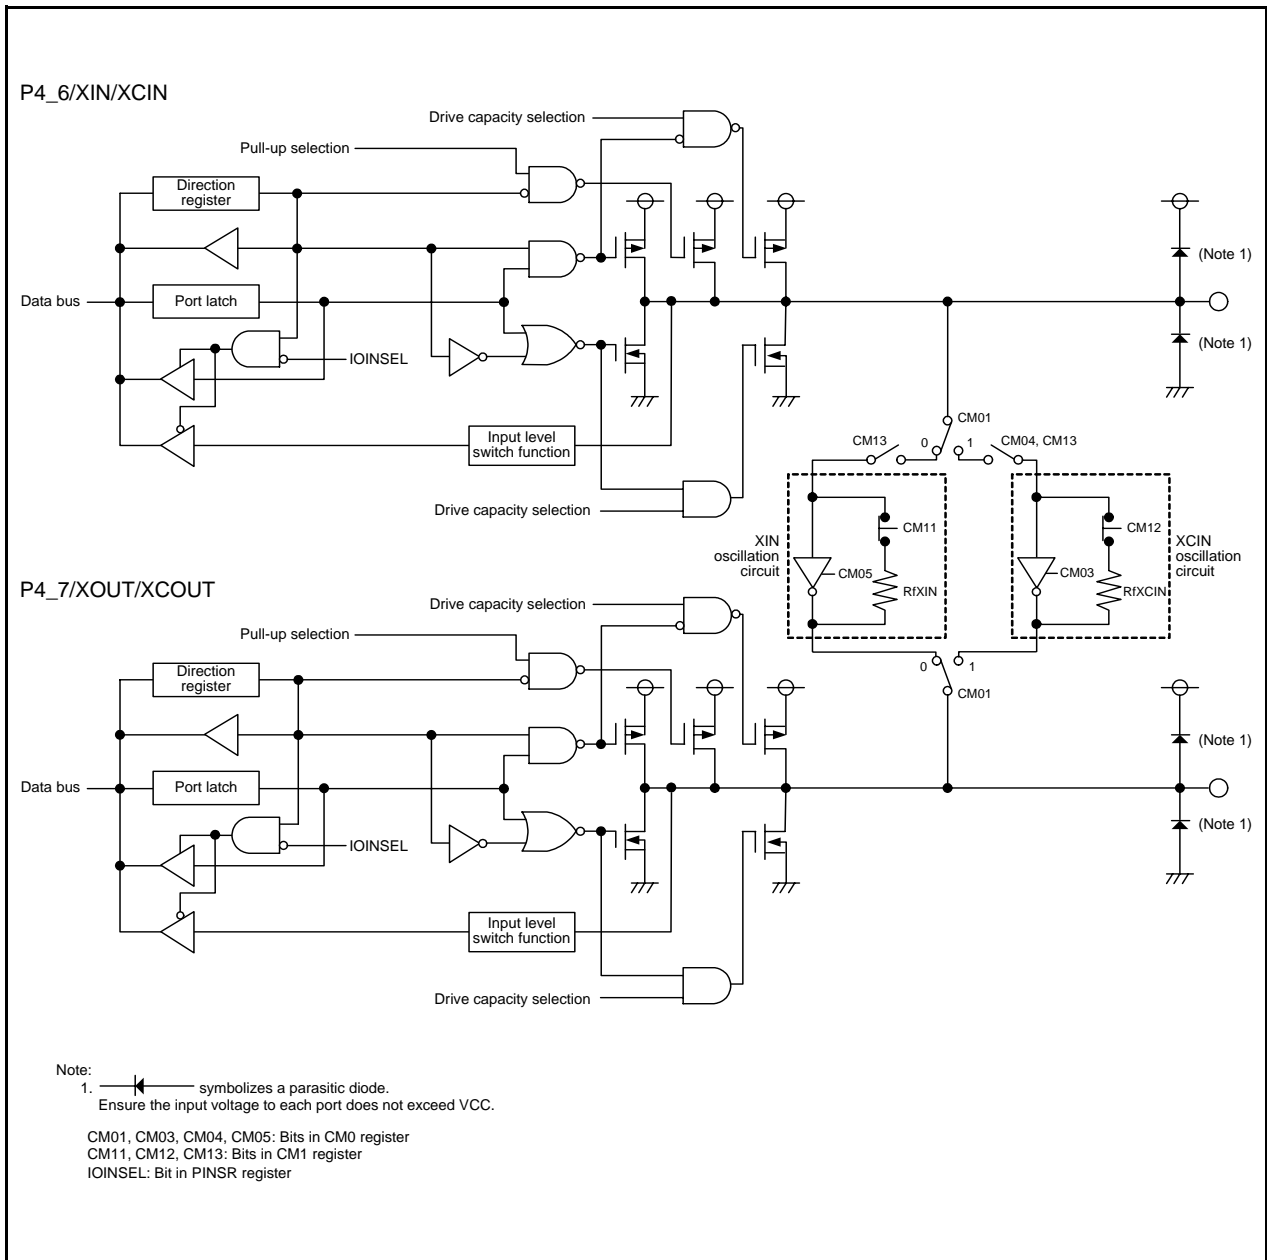 P4_6/XIN/XCIN
Drive capacity selection
Pull-up selection
Direction
register
(Note 1)
Data bus
Port latch
(Note 1)
IOINSEL
CM01
CM13
0
1
CM04, CM13
Input level
switch function
Drive capacity selection
XIN
oscillation
circuit
CM11
CM05
RfXIN
CM12
CM03
RfXCIN
XCIN
oscillation
circuit
P4_7/XOUT/XCOUT
Drive capacity selection
Pull-up selection
0
1
CM01
Direction
register
(Note 1)
Data bus
Port latch
(Note 1)
IOINSEL
Input level
switch function
Drive capacity selection
Note:
1. symbolizes a parasitic diode.
Ensure the input voltage to each port does not exceed VCC.
CM01, CM03, CM04, CM05: Bits in CM0 register
CM11, CM12, CM13: Bits in CM1 register
IOINSEL: Bit in PINSR register